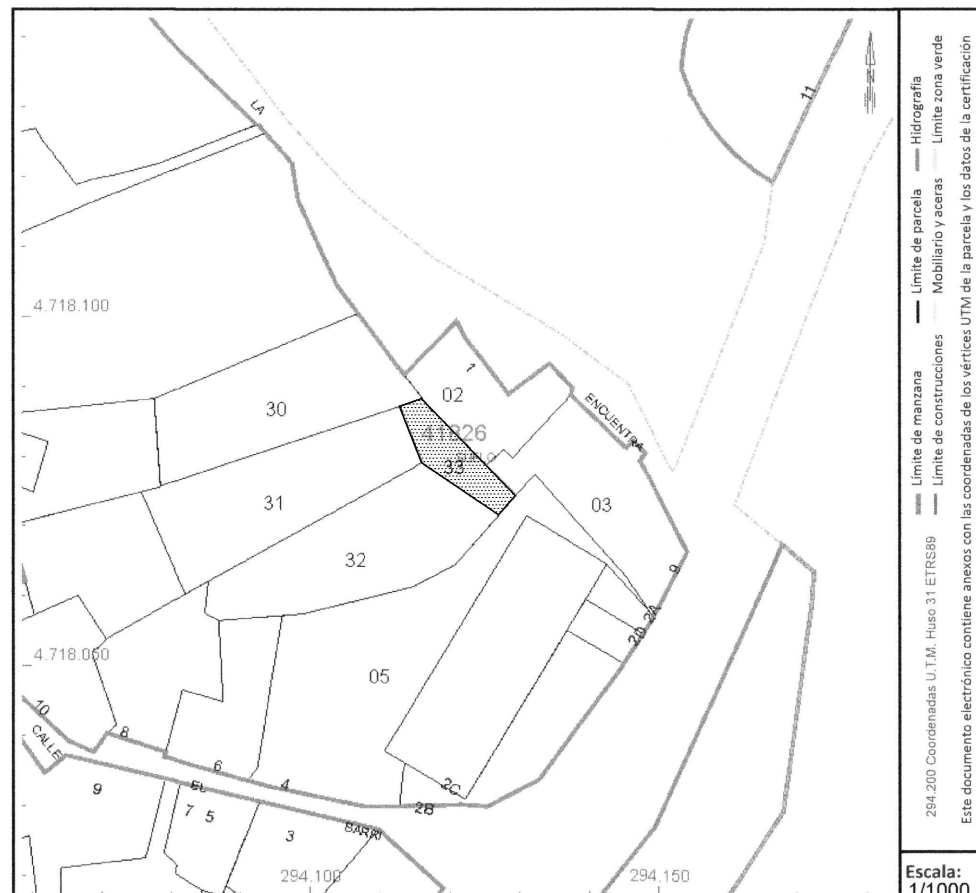 LA
11
4.718.100
1
02
ENCUENTRA
30
41826
33
03
31
32
9
2A
2D
4.718.050
05
10
CALLE
8
6
4
2C
2B
9
EL
7 5
BARRI
3
294.100
294.150
Límite de manzana
Límite de parcela
Hidrografía
Límite de construcciones
Mobiliario y aceras
Límite zona verde
294.200 Coordenadas U.T.M. Huso 31 ETRS89
Este documento electrónico contiene anexos con las coordenadas de los vértices UTM de la parcela y los datos de la certificación
Escala:
1/1000